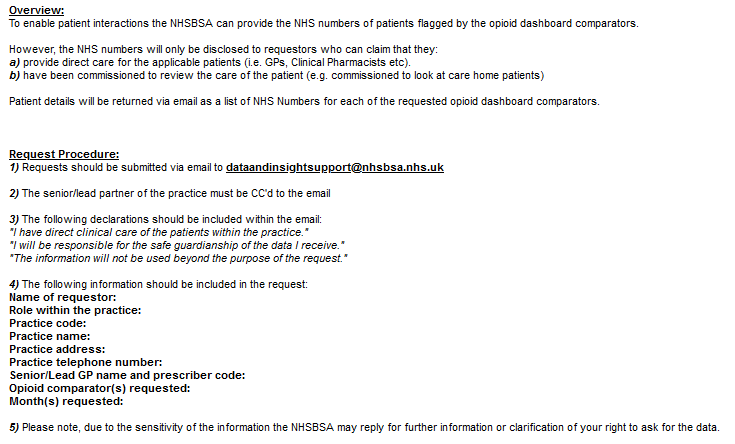 Overview:
To enable patient interactions the NHSBSA can provide the NHS numbers of patients flagged by the opioid dashboard comparators.
However, the NHS numbers will only be disclosed to requestors who can claim that they:
a) provide direct care for the applicable patients (i.e. GPs, Clinical Pharmacists etc).
b) have been commissioned to review the care of the patient (e.g. commissioned to look at care home patients)
Patient details will be returned via email as a list of NHS Numbers for each of the requested opioid dashboard comparators.
Request Procedure:
1) Requests should be submitted via email to dataandinsightsupport@nhsbsa.nhs.uk
2) The senior/lead partner of the practice must be CC'd to the email
3) The following declarations should be included within the email:
"I have direct clinical care of the patients within the practice."
"I will be responsible for the safe guardianship of the data I receive."
"The information will not be used beyond the purpose of the request."
4) The following information should be included in the request:
Name of requestor:
Role within the practice:
Practice code:
Practice name:
Practice address:
Practice telephone number:
Senior/Lead GP name and prescriber code:
Opioid comparator(s) requested:
Month(s) requested:
5) Please note, due to the sensitivity of the information the NHSBSA may reply for further information or clarification of your right to ask for the data.